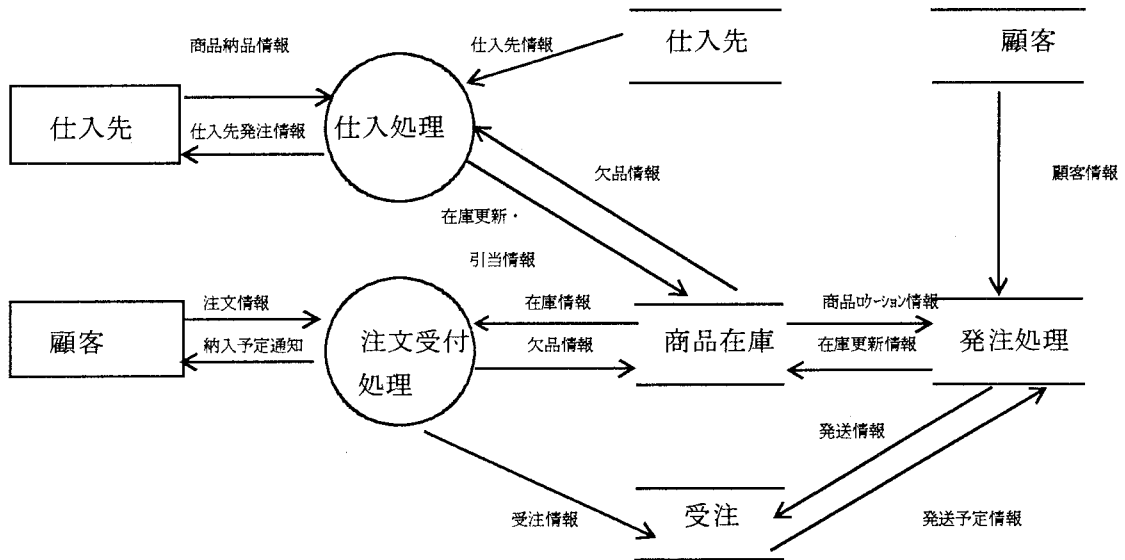 商品納品情報
仕入先情報
仕入先
顧客
仕入先
仕入先発注情報
仕入処理
欠品情報
顧客情報
在庫更新・
引当情報
注文情報
在庫情報
商品ﾛｹｰｼｮﾝ情報
顧客
納入予定通知
注文受付
処理
欠品情報
商品在庫
在庫更新情報
発注処理
発送情報
受注情報
受注
発送予定情報